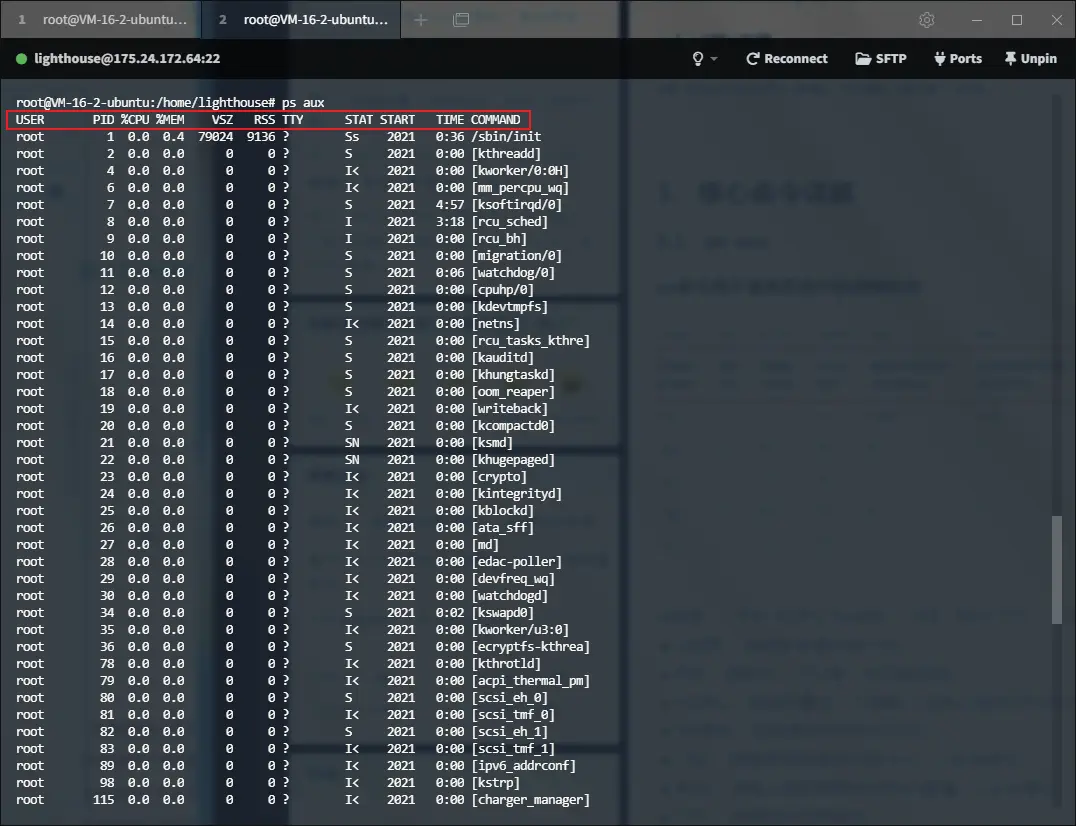 1 root@VM-16-2-ubuntu... 2 root@VM-16-2-ubuntu...
lighthouse@175.24.172.64:22 Reconnect SFTP Ports Unpin
root@VM-16-2-ubuntu:/home/lighthouse# ps aux
USER PID %CPU %MEM VSZ RSS TTY STAT START TIME COMMAND
root 1 0.0 0.4 79024 9136 ? Ss 2021 0:36 /sbin/init
root 2 0.0 0.0 0 0 ? S 2021 0:00 [kthreadd]
root 4 0.0 0.0 0 0 ? I< 2021 0:00 [kworker/0:0H]
root 6 0.0 0.0 0 0 ? I< 2021 0:00 [mm_percpu_wq]
root 7 0.0 0.0 0 0 ? S 2021 4:57 [ksoftirqd/0]
root 8 0.0 0.0 0 0 ? I 2021 3:18 [rcu_sched]
root 9 0.0 0.0 0 0 ? I 2021 0:00 [rcu_bh]
root 10 0.0 0.0 0 0 ? S 2021 0:00 [migration/0]
root 11 0.0 0.0 0 0 ? S 2021 0:06 [watchdog/0]
root 12 0.0 0.0 0 0 ? S 2021 0:00 [cpuhp/0]
root 13 0.0 0.0 0 0 ? S 2021 0:00 [kdevtmpfs]
root 14 0.0 0.0 0 0 ? I< 2021 0:00 [netns]
root 15 0.0 0.0 0 0 ? S 2021 0:00 [rcu_tasks_kthre]
root 16 0.0 0.0 0 0 ? S 2021 0:00 [kauditd]
root 17 0.0 0.0 0 0 ? S 2021 0:00 [khungtaskd]
root 18 0.0 0.0 0 0 ? S 2021 0:00 [oom_reaper]
root 19 0.0 0.0 0 0 ? I< 2021 0:00 [writeback]
root 20 0.0 0.0 0 0 ? S 2021 0:00 [kcompactd0]
root 21 0.0 0.0 0 0 ? SN 2021 0:00 [ksmd]
root 22 0.0 0.0 0 0 ? SN 2021 0:00 [khugepaged]
root 23 0.0 0.0 0 0 ? I< 2021 0:00 [crypto]
root 24 0.0 0.0 0 0 ? I< 2021 0:00 [kintegrityd]
root 25 0.0 0.0 0 0 ? I< 2021 0:00 [kblockd]
root 26 0.0 0.0 0 0 ? I< 2021 0:00 [ata_sff]
root 27 0.0 0.0 0 0 ? I< 2021 0:00 [md]
root 28 0.0 0.0 0 0 ? I< 2021 0:00 [edac-poller]
root 29 0.0 0.0 0 0 ? I< 2021 0:00 [devfreq_wq]
root 30 0.0 0.0 0 0 ? I< 2021 0:00 [watchdogd]
root 34 0.0 0.0 0 0 ? S 2021 0:02 [kswapd0]
root 35 0.0 0.0 0 0 ? I< 2021 0:00 [kworker/u3:0]
root 36 0.0 0.0 0 0 ? S 2021 0:00 [ecryptfs-kthrea]
root 78 0.0 0.0 0 0 ? I< 2021 0:00 [kthrotld]
root 79 0.0 0.0 0 0 ? I< 2021 0:00 [acpi_thermal_pm]
root 80 0.0 0.0 0 0 ? S 2021 0:00 [scsi_eh_0]
root 81 0.0 0.0 0 0 ? I< 2021 0:00 [scsi_tmf_0]
root 82 0.0 0.0 0 0 ? S 2021 0:00 [scsi_eh_1]
root 83 0.0 0.0 0 0 ? I< 2021 0:00 [scsi_tmf_1]
root 89 0.0 0.0 0 0 ? I< 2021 0:00 [ipv6_addrconf]
root 98 0.0 0.0 0 0 ? I< 2021 0:00 [kstrp]
root 115 0.0 0.0 0 0 ? I< 2021 0:00 [charger_manager]